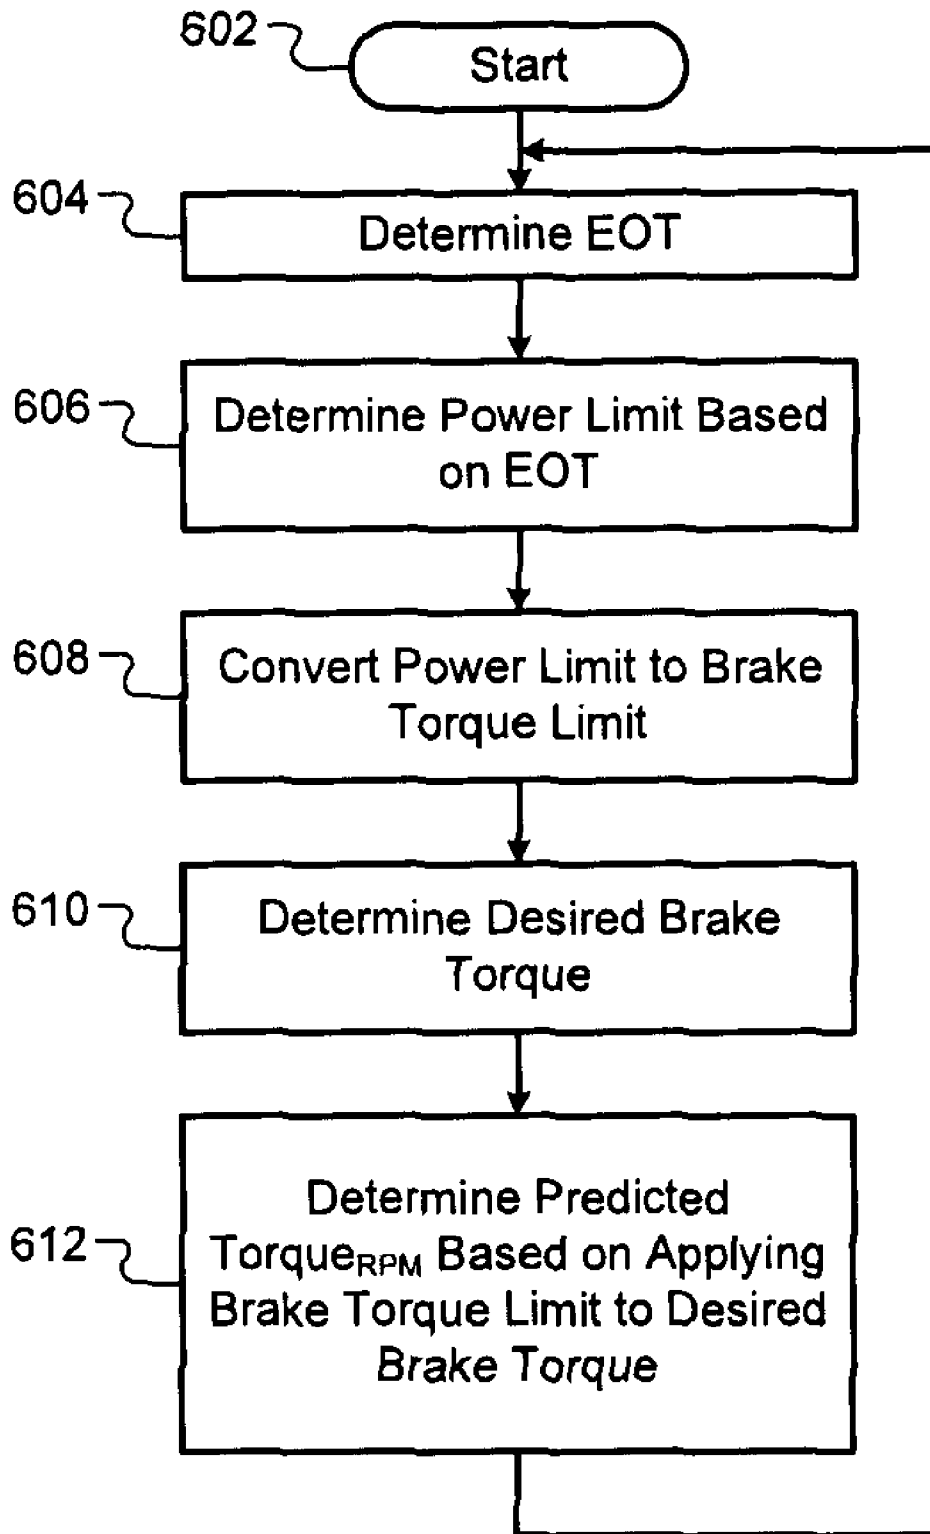 602
Start
604
Determine EOT
606
Determine Power Limit Based
on EOT
608
Convert Power Limit to Brake
Torque Limit
610
Determine Desired Brake
Torque
612
Determine Predicted
TorqueRPM Based on Applying
Brake Torque Limit to Desired
Brake Torque